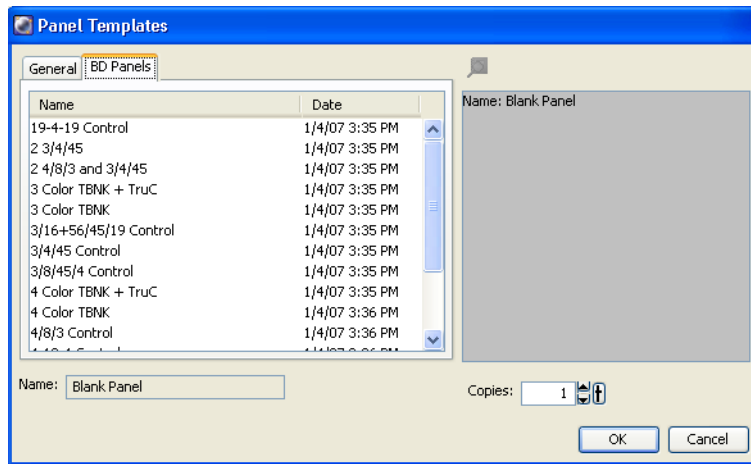 Panel Templates
General BD Panels
Name Date
19-4-19 Control 1/4/07 3:35 PM
2 3/4/45 1/4/07 3:35 PM
2 4/8/3 and 3/4/45 1/4/07 3:35 PM
3 Color TBNK + TruC 1/4/07 3:35 PM
3 Color TBNK 1/4/07 3:35 PM
3/16+56/45/19 Control 1/4/07 3:35 PM
3/4/45 Control 1/4/07 3:35 PM
3/8/45/4 Control 1/4/07 3:35 PM
4 Color TBNK + TruC 1/4/07 3:35 PM
4 Color TBNK 1/4/07 3:36 PM
4/8/3 Control 1/4/07 3:36 PM
Name: Blank Panel
Name: Blank Panel
Copies: 1
OK Cancel